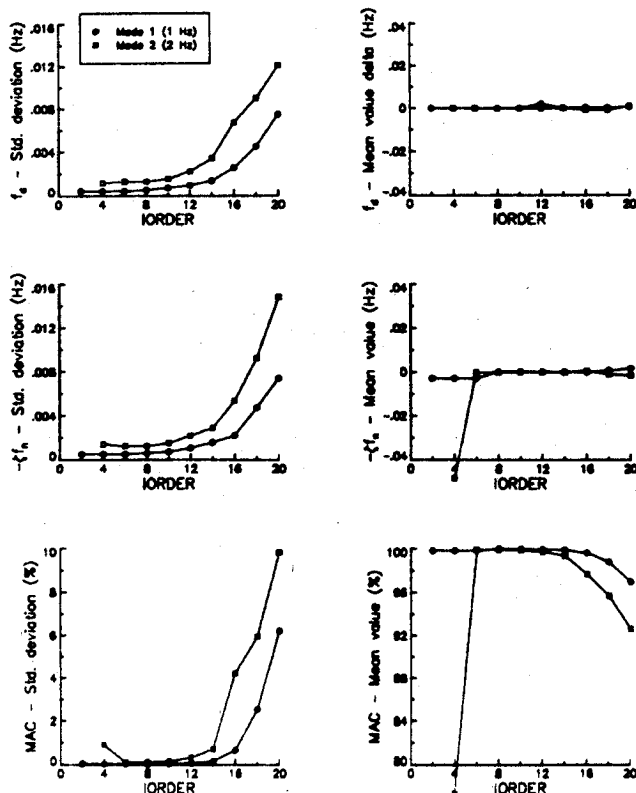 Mode 1 (1 Hz)
Mode 2 (2 Hz)
f_d - Std. deviation (Hz)
.016
.012
.008
.004
0
0 4 8 12 16 20
IORDER
f_d - Mean value delta (Hz)
.04
.02
0
-.02
-.04
0 4 8 12 16 20
IORDER
-ζf_n - Std. deviation (Hz)
.016
.012
.008
.004
0
0 4 8 12 16 20
IORDER
-ζf_n - Mean value (Hz)
.04
.02
0
-.02
-.04
0 4 8 12 16 20
IORDER
MAC - Std. deviation (%)
10
8
6
4
2
0
0 4 8 12 16 20
IORDER
MAC - Mean value (%)
100
96
92
88
84
80
0 4 8 12 16 20
IORDER